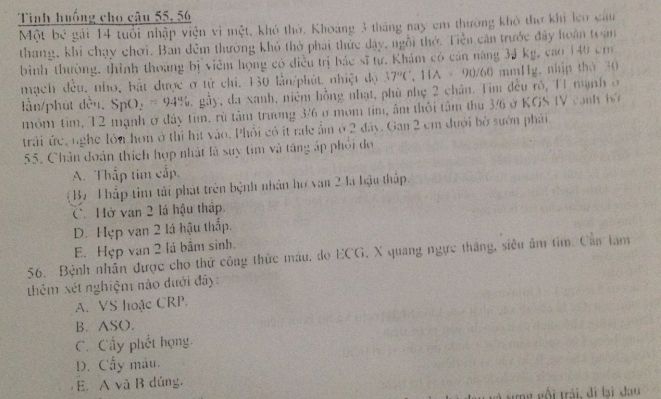 Tình huống cho câu 55, 56
Một bé gái 14 tuổi nhập viện vì mệt, khó thở. Khoảng 3 tháng nay em thường khó thở khi leo cầu
thang, khi chạy chơi. Ban đêm thường khó thở phải thức dậy, ngồi thở. Tiền căn trước đây hoàn toàn
bình thường, thỉnh thoảng bị viêm họng có điều trị bác sĩ tư. Khám có cân nặng kg, cao 140 cm
mạch đều, nhẹ, bắt được ở tứ chi, 130 lần/phút, nhiệt độ 37°C, HA = 90/60 mmHg, nhịp thở 30
lần/phút đều, SpO₂ = 94%, gầy, da xanh, niêm hồng nhạt, phù nhẹ 2 chân. Tim đều rõ, T1 mạnh ở
mỏm tim, T2 mạnh ở đáy tim, rù tâm trương 3/6 ở mỏm tim, âm thổi tâm thu 3/6 ở KGS IV cạnh bờ
trái ức, nghe lớn hơn ở thì hít vào. Phổi có ít rale ẩm ở 2 đáy. Gan 2 cm dưới bờ sườn phải.
55. Chẩn đoán thích hợp nhất là suy tim và tăng áp phổi do
A. Thấp tim cấp.
B. Thấp tim tái phát trên bệnh nhân hở van 2 lá hậu thấp.
C. Hở van 2 lá hậu thấp.
D. Hẹp van 2 lá hậu thấp.
E. Hẹp van 2 lá bẩm sinh.
56. Bệnh nhân được cho thử công thức máu, đo ECG, X quang ngực thẳng, siêu âm tim. Cần làm
thêm xét nghiệm nào dưới đây:
A. VS hoặc CRP.
B. ASO.
C. Cấy phết họng.
D. Cấy máu.
E. A và B đúng.
sưng gối trái, đi lại đau